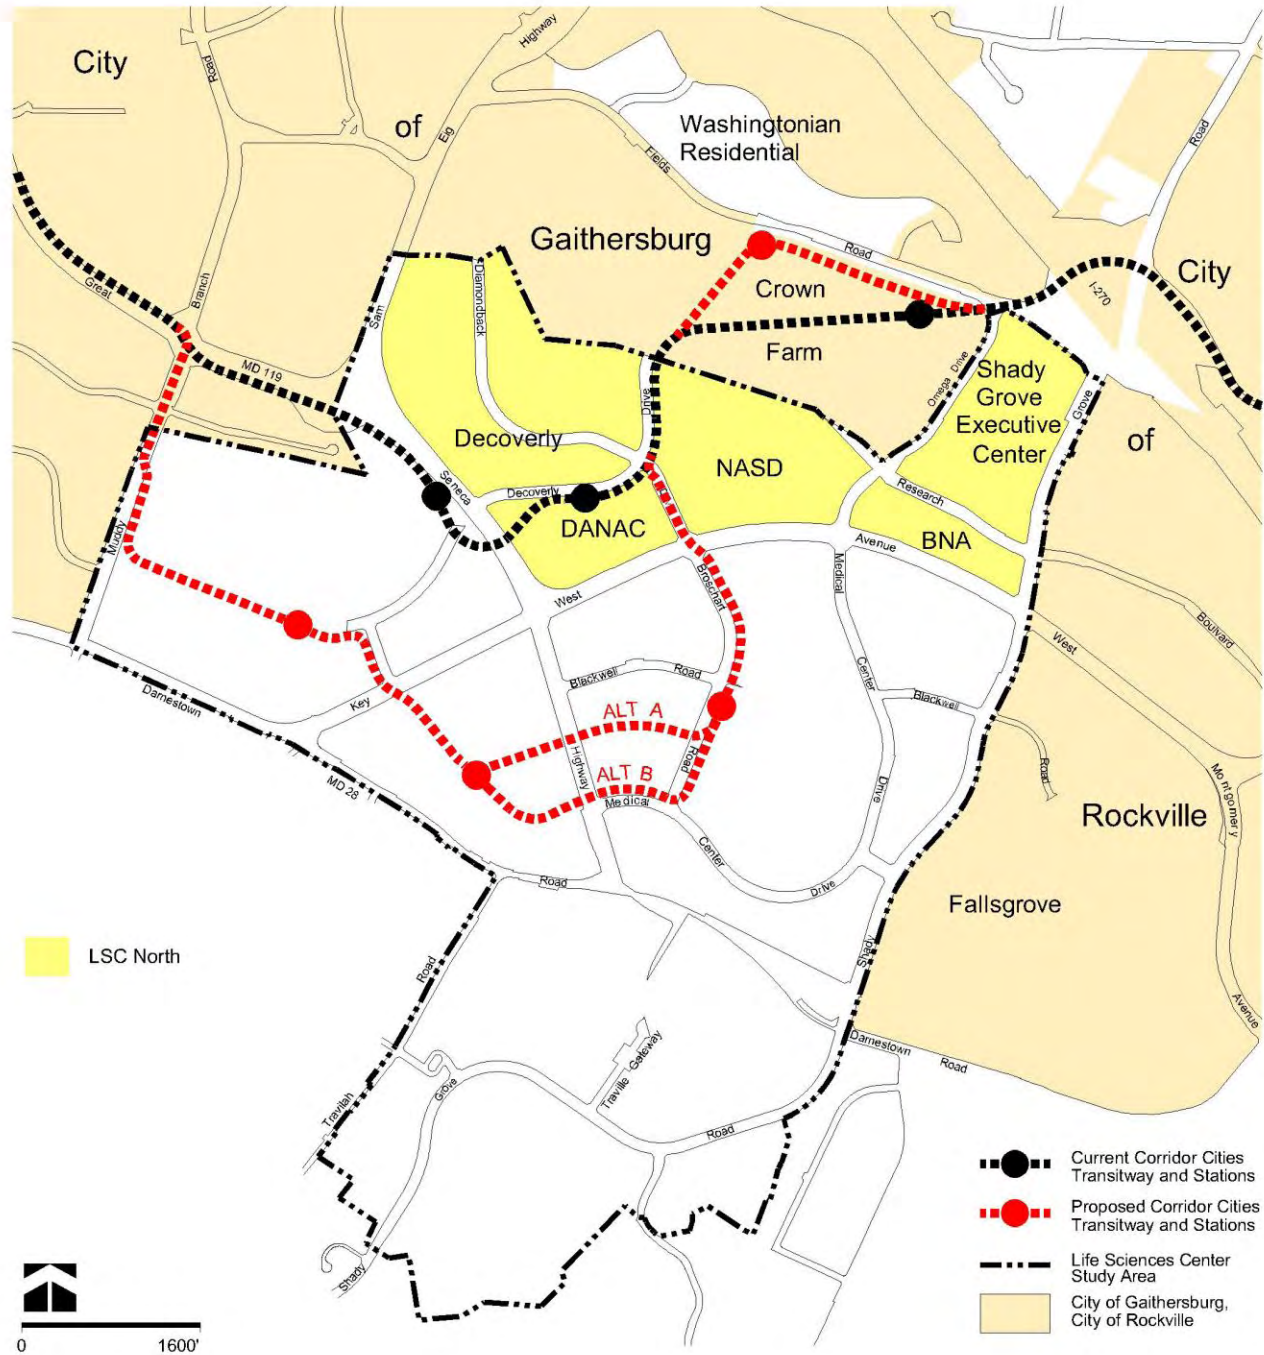 City
of
Highway
Road
Eig
Washingtonian
Residential
Fields
Road
Gaithersburg
Road
City
I-270
Great
Branch
Sam
Diamondback
Crown
Farm
MD 119
Drive
Omega Drive
Shady
Grove
Executive
Center
Grove
of
Decoverly
NASD
Seneca
Decoverly
DANAC
Research
BNA
Avenue
Muddy
West
Broschart
Medical
Boulvard
West
Blackwell
Road
Center
Blackwell
Darnestown
Key
ALT A
Highway
Road
ALT B
Medical
MD 28
Drive
Road
Montgomery
Rockville
Center
Drive
Road
Fallsgrove
LSC North
Road
Shady
Avenue
Darnestown
Road
Traville Gateway
Grove
Travilah
Road
Shady
Current Corridor Cities
Transitway and Stations
Proposed Corridor Cities
Transitway and Stations
Life Sciences Center
Study Area
City of Gaithersburg,
City of Rockville
0 1600'